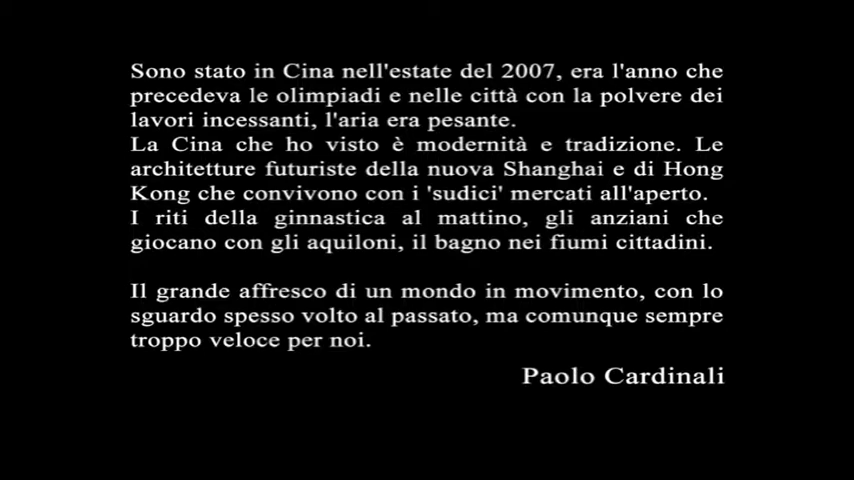 Sono stato in Cina nell'estate del 2007, era l'anno che
precedeva le olimpiadi e nelle città con la polvere dei
lavori incessanti, l'aria era pesante.
La Cina che ho visto è modernità e tradizione. Le
architetture futuriste della nuova Shanghai e di Hong
Kong che convivono con i 'sudici' mercati all'aperto.
I riti della ginnastica al mattino, gli anziani che
giocano con gli aquiloni, il bagno nei fiumi cittadini.
Il grande affresco di un mondo in movimento, con lo
sguardo spesso volto al passato, ma comunque sempre
troppo veloce per noi.
Paolo Cardinali